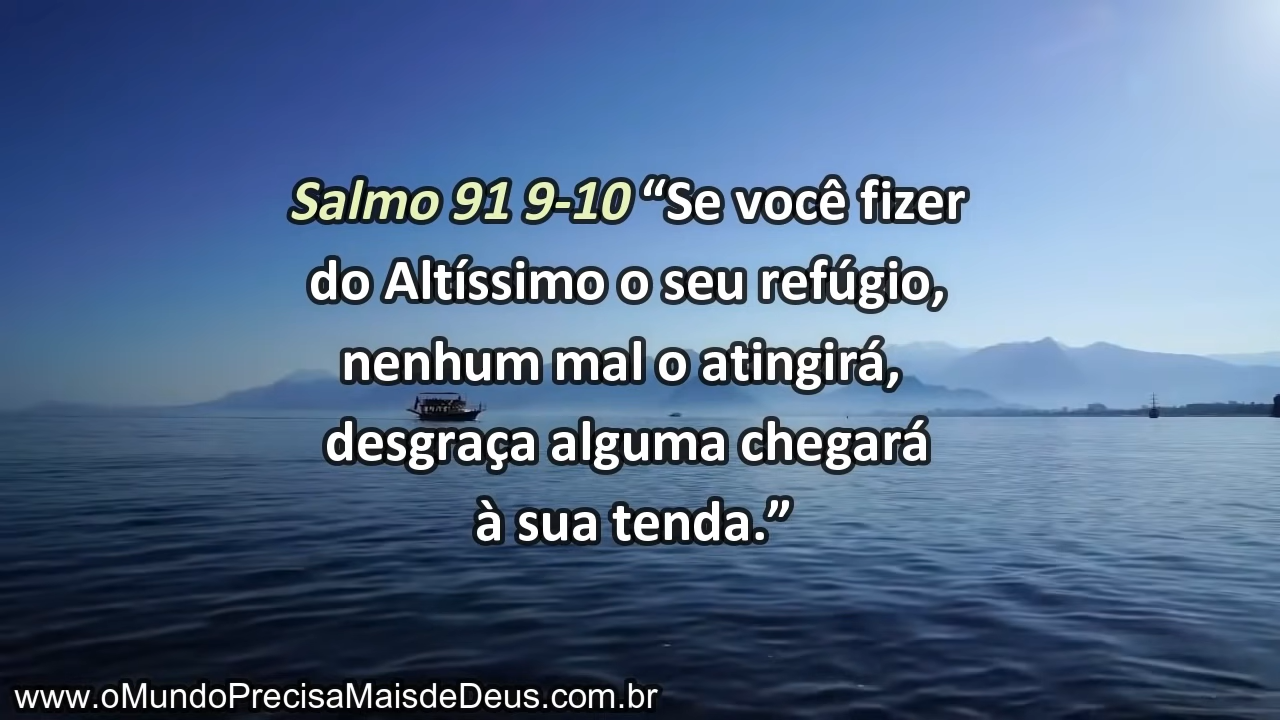 Salmo 91 9-10 “Se você fizer
do Altíssimo o seu refúgio,
nenhum mal o atingirá,
desgraça alguma chegará
à sua tenda.”
www.oMundoPrecisaMaisdeDeus.com.br